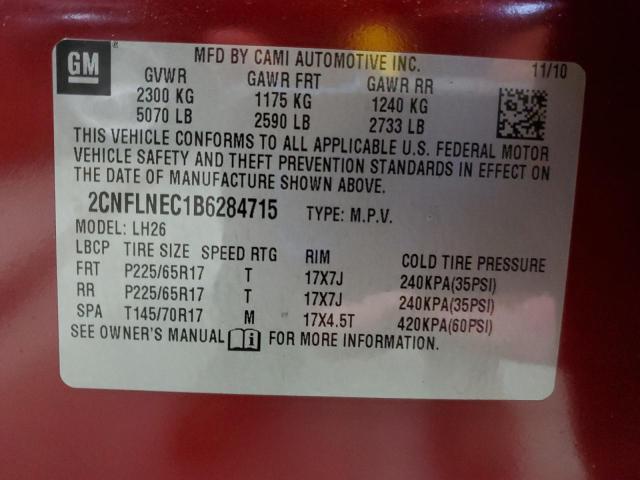 GM ® MFD BY CAMI AUTOMOTIVE INC. 11/10
GVWR GAWR FRT GAWR RR
2300 KG 1175 KG 1240 KG
5070 LB 2590 LB 2733 LB
THIS VEHICLE CONFORMS TO ALL APPLICABLE U.S. FEDERAL MOTOR
VEHICLE SAFETY AND THEFT PREVENTION STANDARDS IN EFFECT ON
THE DATE OF MANUFACTURE SHOWN ABOVE.
2CNFLNEC1B6284715 TYPE: M.P.V.
MODEL: LH26
LBCP TIRE SIZE SPEED RTG RIM COLD TIRE PRESSURE
FRT P225/65R17 T 17X7J 240KPA(35PSI)
RR P225/65R17 T 17X7J 240KPA(35PSI)
SPA T145/70R17 M 17X4.5T 420KPA(60PSI)
SEE OWNER'S MANUAL i FOR MORE INFORMATION.